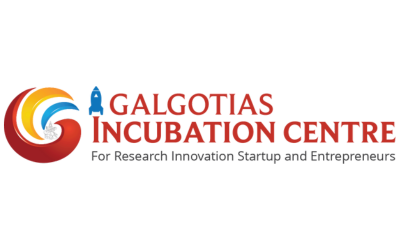 GALGOTIAS
INCUBATION CENTRE
For Research Innovation Startup and Entrepreneurs